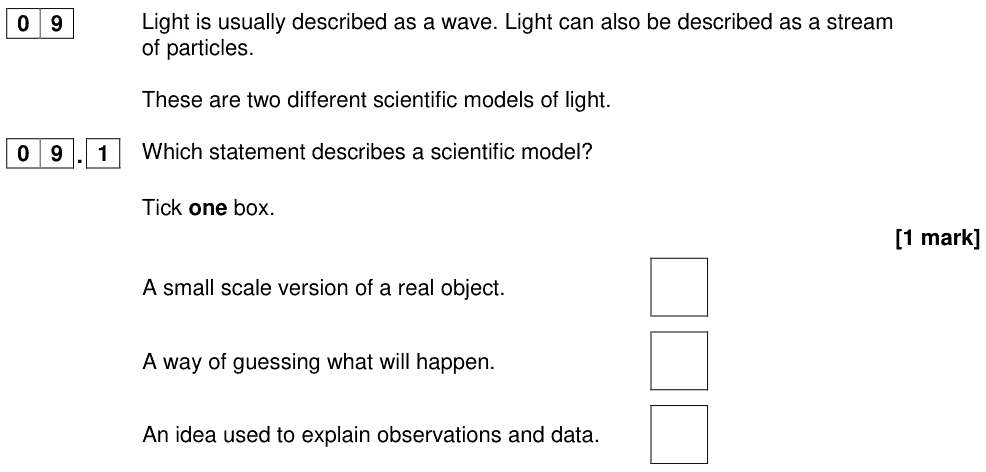 0 9 Light is usually described as a wave. Light can also be described as a stream
of particles.
These are two different scientific models of light.
0 9 . 1 Which statement describes a scientific model?
Tick one box.
[1 mark]
A small scale version of a real object.
A way of guessing what will happen.
An idea used to explain observations and data.